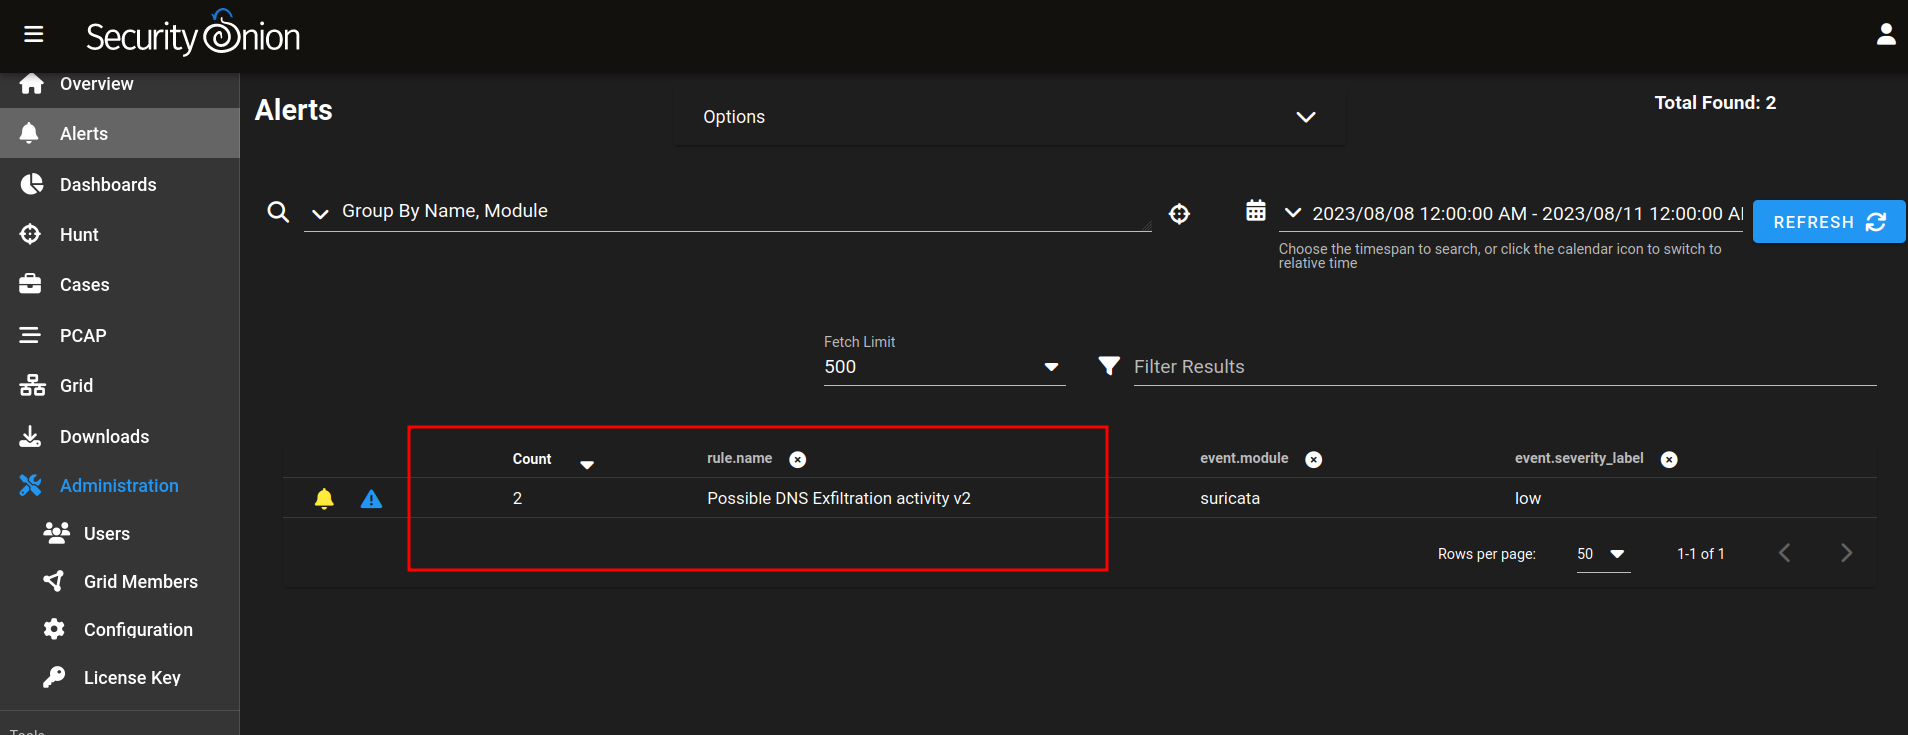 Security Onion
Overview
Alerts
Dashboards
Hunt
Cases
PCAP
Grid
Downloads
Administration
Users
Grid Members
Configuration
License Key
Tools
Alerts
Options
Total Found: 2
Group By Name, Module
2023/08/08 12:00:00 AM - 2023/08/11 12:00:00 A
REFRESH
Choose the timespan to search, or click the calendar icon to switch to
relative time
Fetch Limit
500
Filter Results
Count rule.name event.module event.severity_label
2 Possible DNS Exfiltration activity v2 suricata low
Rows per page: 50 1-1 of 1